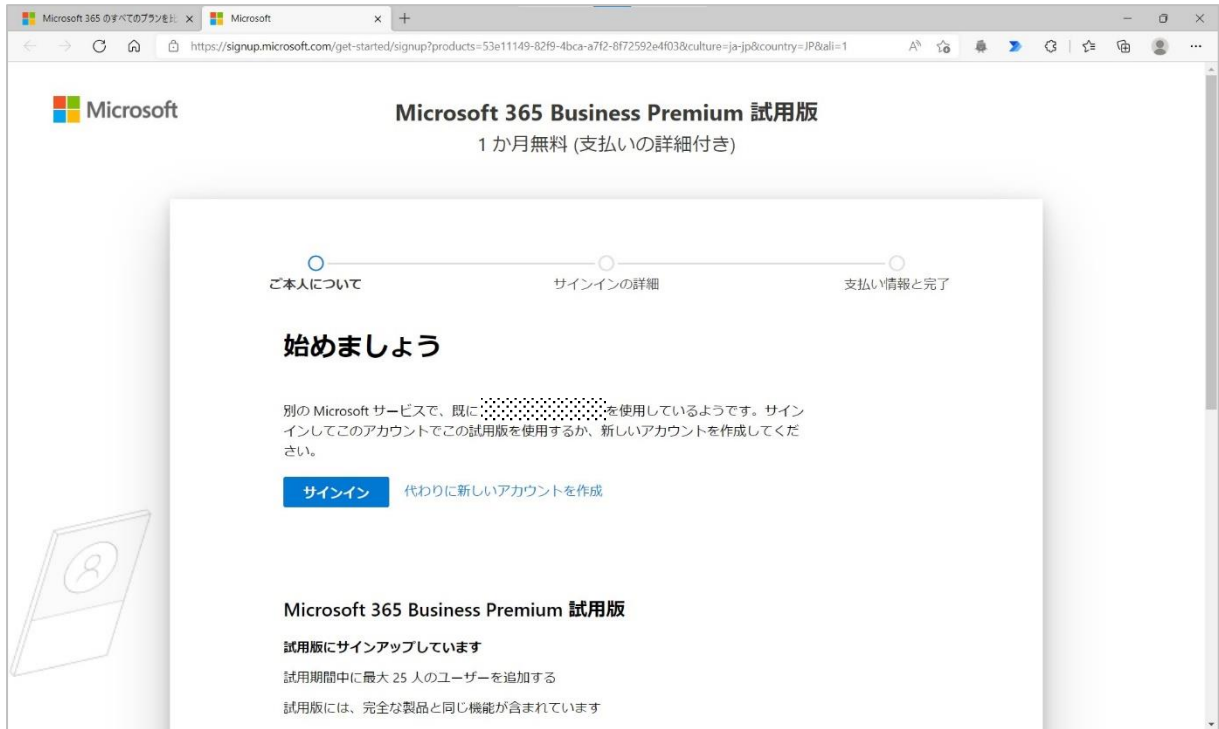 Microsoft 365 のすべてのプランを比
Microsoft
https://signup.microsoft.com/get-started/signup?products=53e11149-82f9-4bca-a7f2-8f72592e4f03&culture=ja-jp&country=JP&ali=1
Microsoft
Microsoft 365 Business Premium 試用版
1 か月無料 (支払いの詳細付き)
ご本人について
サインインの詳細
支払い情報と完了
始めましょう
別の Microsoft サービスで、既に を使用しているようです。サイン
インしてこのアカウントでこの試用版を使用するか、新しいアカウントを作成してくだ
さい。
サインイン
代わりに新しいアカウントを作成
Microsoft 365 Business Premium 試用版
試用版にサインアップしています
試用期間中に最大 25 人のユーザーを追加する
試用版には、完全な製品と同じ機能が含まれています